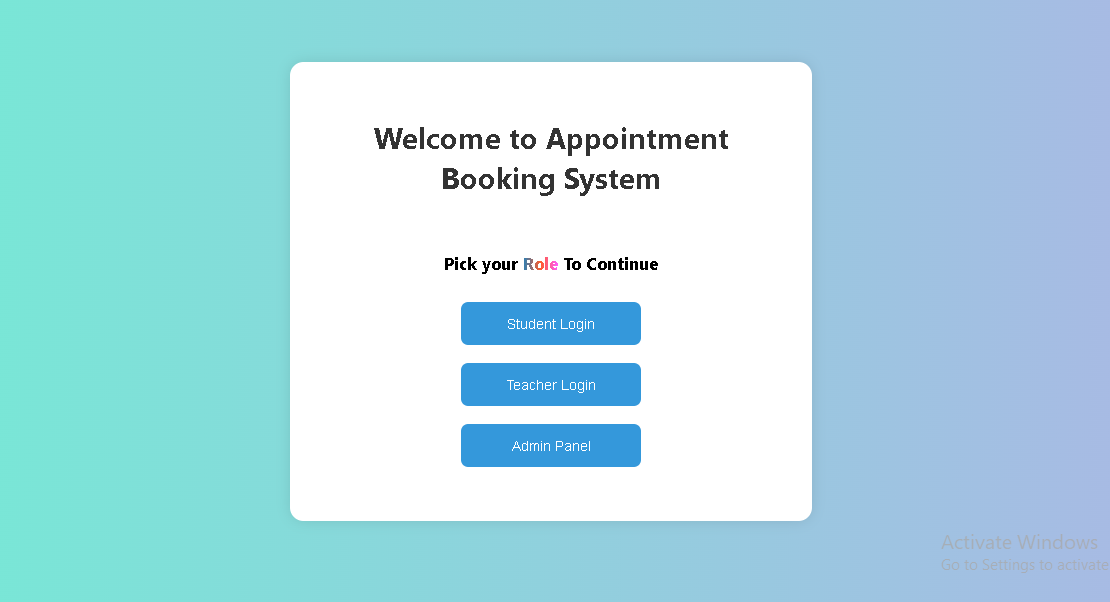 Welcome to Appointment
Booking System
Pick your Role To Continue
Student Login
Teacher Login
Admin Panel
Activate Windows
Go to Settings to activate